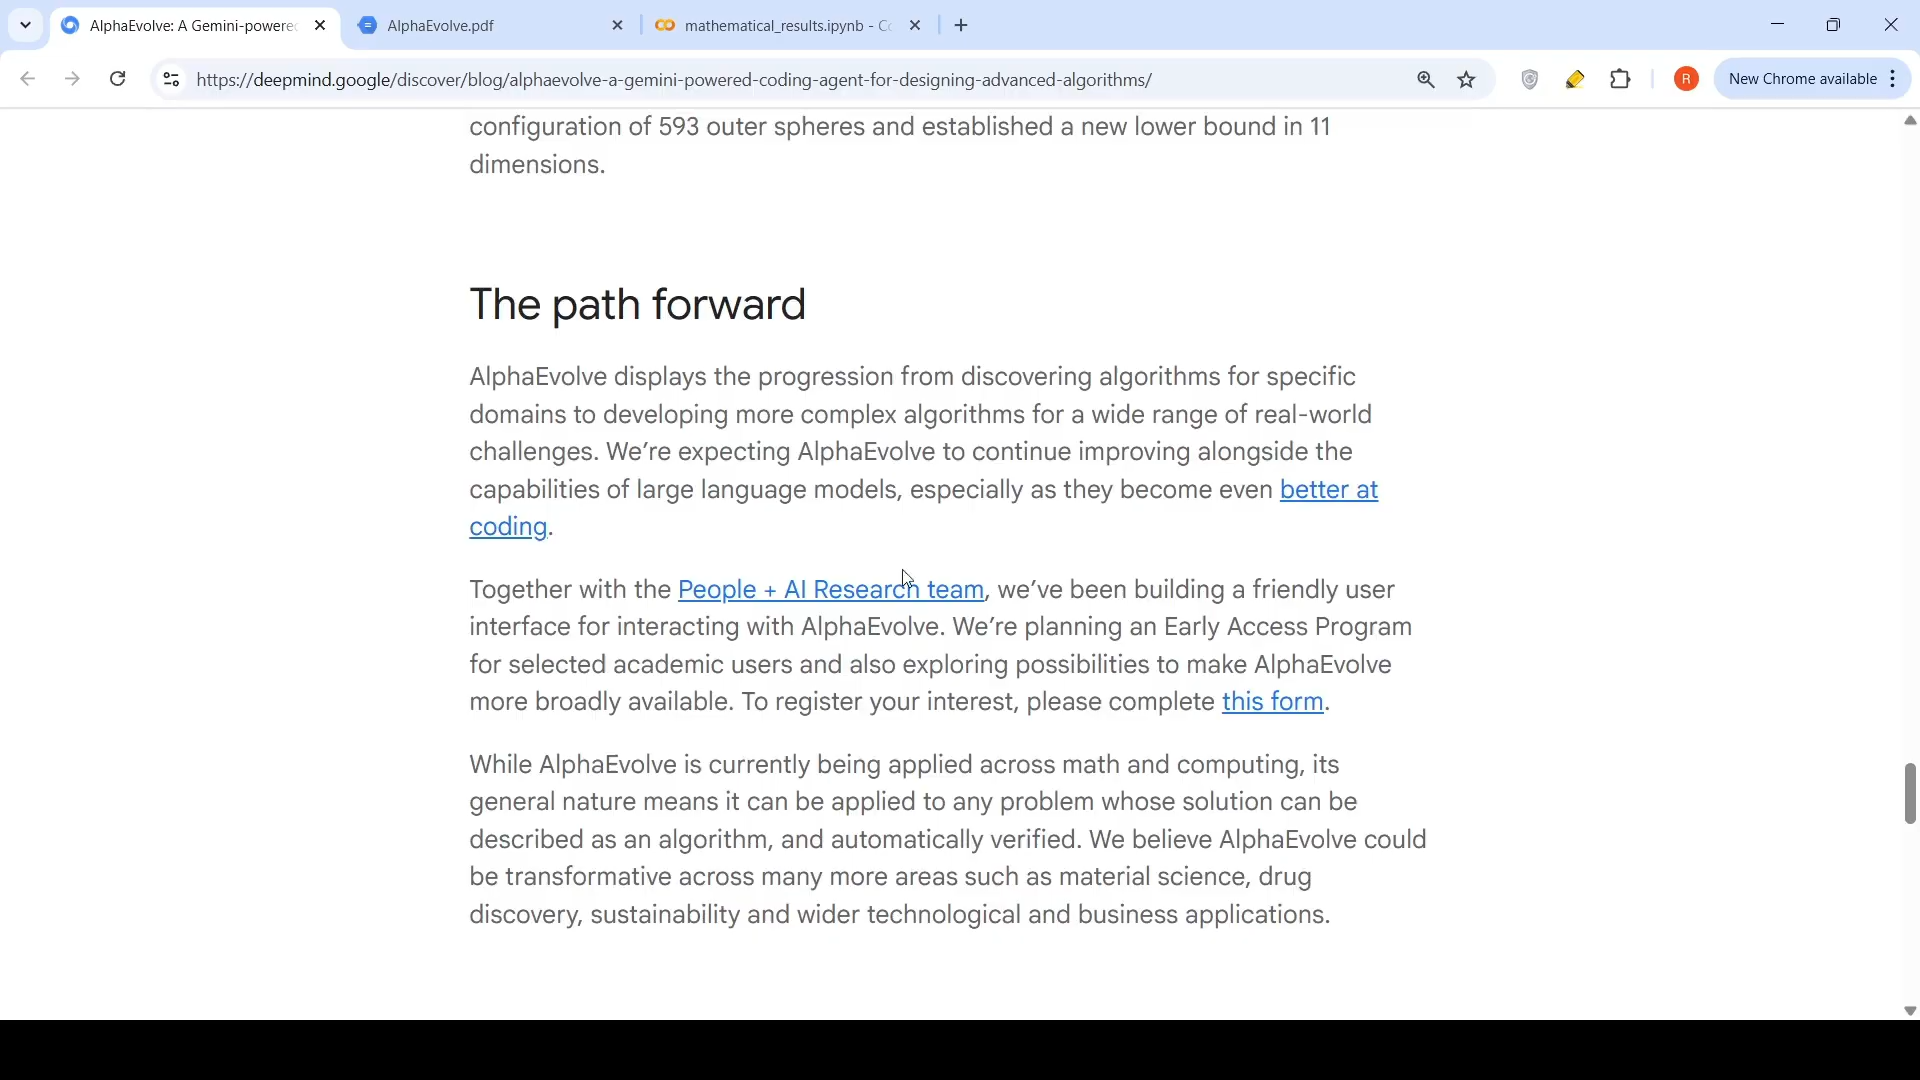 AlphaEvolve: A Gemini-powere
AlphaEvolve.pdf
mathematical_results.ipynb - Co
https://deepmind.google/discover/blog/alphaevolve-a-gemini-powered-coding-agent-for-designing-advanced-algorithms/
R
New Chrome available
configuration of 593 outer spheres and established a new lower bound in 11
dimensions.
The path forward
AlphaEvolve displays the progression from discovering algorithms for specific
domains to developing more complex algorithms for a wide range of real-world
challenges. We’re expecting AlphaEvolve to continue improving alongside the
capabilities of large language models, especially as they become even better at
coding.
Together with the People + AI Research team, we’ve been building a friendly user
interface for interacting with AlphaEvolve. We’re planning an Early Access Program
for selected academic users and also exploring possibilities to make AlphaEvolve
more broadly available. To register your interest, please complete this form.
While AlphaEvolve is currently being applied across math and computing, its
general nature means it can be applied to any problem whose solution can be
described as an algorithm, and automatically verified. We believe AlphaEvolve could
be transformative across many more areas such as material science, drug
discovery, sustainability and wider technological and business applications.